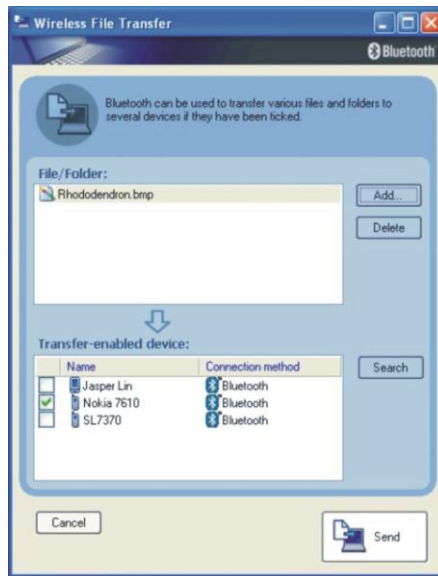 Wireless File Transfer
Bluetooth
Bluetooth can be used to transfer various files and folders to
several devices if they have been ticked.
File/Folder:
Rhododendron.bmp
Add...
Delete
Transfer-enabled device:
Name Connection method
Search
Jasper Lin Bluetooth
Nokia 7610 Bluetooth
SL7370 Bluetooth
Cancel
Send